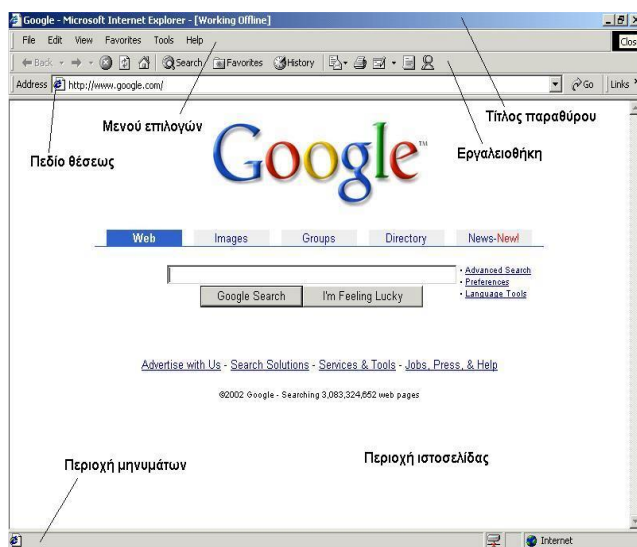 Google - Microsoft Internet Explorer - [Working Offline]
File Edit View Favorites Tools Help
Clos
Back Search Favorites History
Address http://www.google.com/ Go Links
Μενού επιλογών
Τίτλος παραθύρου
Πεδίο θέσεως
Εργαλειοθήκη
Google™
Web Images Groups Directory News-New!
· Advanced Search
· Preferences
· Language Tools
Google Search I'm Feeling Lucky
Advertise with Us - Search Solutions - Services & Tools - Jobs, Press, & Help
©2002 Google - Searching 3,083,324,652 web pages
Περιοχή μηνυμάτων
Περιοχή ιστοσελίδας
Internet